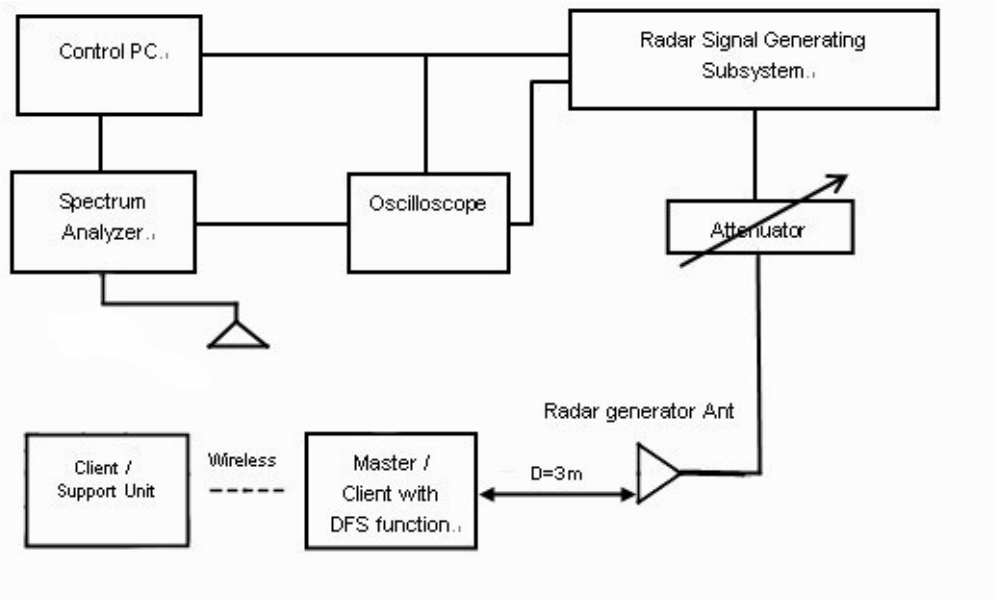 Control PC.
Radar Signal Generating
Subsystem.
Spectrum
Analyzer.
Oscilloscope
Attenuator
Radar generator Ant
Client /
Support Unit
Wireless
Master /
Client with
DFS function.
D=3m